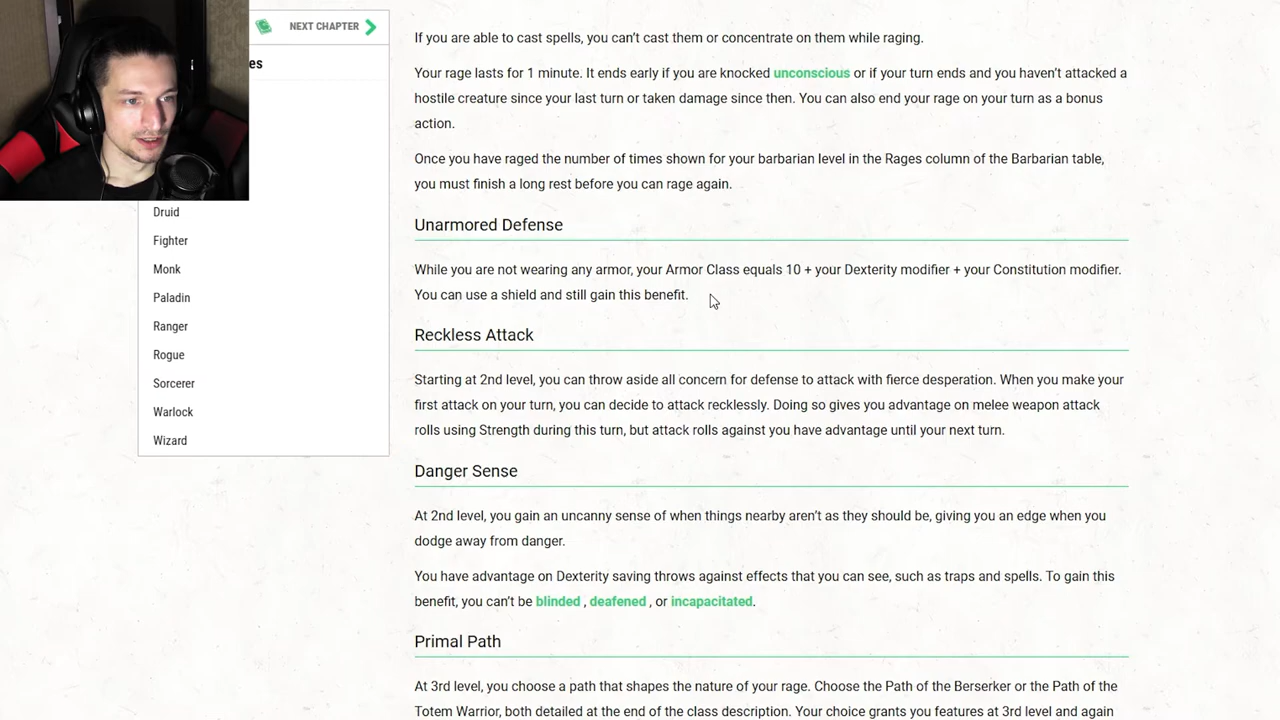 NEXT CHAPTER
es
Druid
Fighter
Monk
Paladin
Ranger
Rogue
Sorcerer
Warlock
Wizard
If you are able to cast spells, you can’t cast them or concentrate on them while raging.
Your rage lasts for 1 minute. It ends early if you are knocked unconscious or if your turn ends and you haven’t attacked a
hostile creature since your last turn or taken damage since then. You can also end your rage on your turn as a bonus
action.
Once you have raged the number of times shown for your barbarian level in the Rages column of the Barbarian table,
you must finish a long rest before you can rage again.
Unarmored Defense
While you are not wearing any armor, your Armor Class equals 10 + your Dexterity modifier + your Constitution modifier.
You can use a shield and still gain this benefit.
Reckless Attack
Starting at 2nd level, you can throw aside all concern for defense to attack with fierce desperation. When you make your
first attack on your turn, you can decide to attack recklessly. Doing so gives you advantage on melee weapon attack
rolls using Strength during this turn, but attack rolls against you have advantage until your next turn.
Danger Sense
At 2nd level, you gain an uncanny sense of when things nearby aren’t as they should be, giving you an edge when you
dodge away from danger.
You have advantage on Dexterity saving throws against effects that you can see, such as traps and spells. To gain this
benefit, you can’t be blinded , deafened , or incapacitated.
Primal Path
At 3rd level, you choose a path that shapes the nature of your rage. Choose the Path of the Berserker or the Path of the
Totem Warrior, both detailed at the end of the class description. Your choice grants you features at 3rd level and again